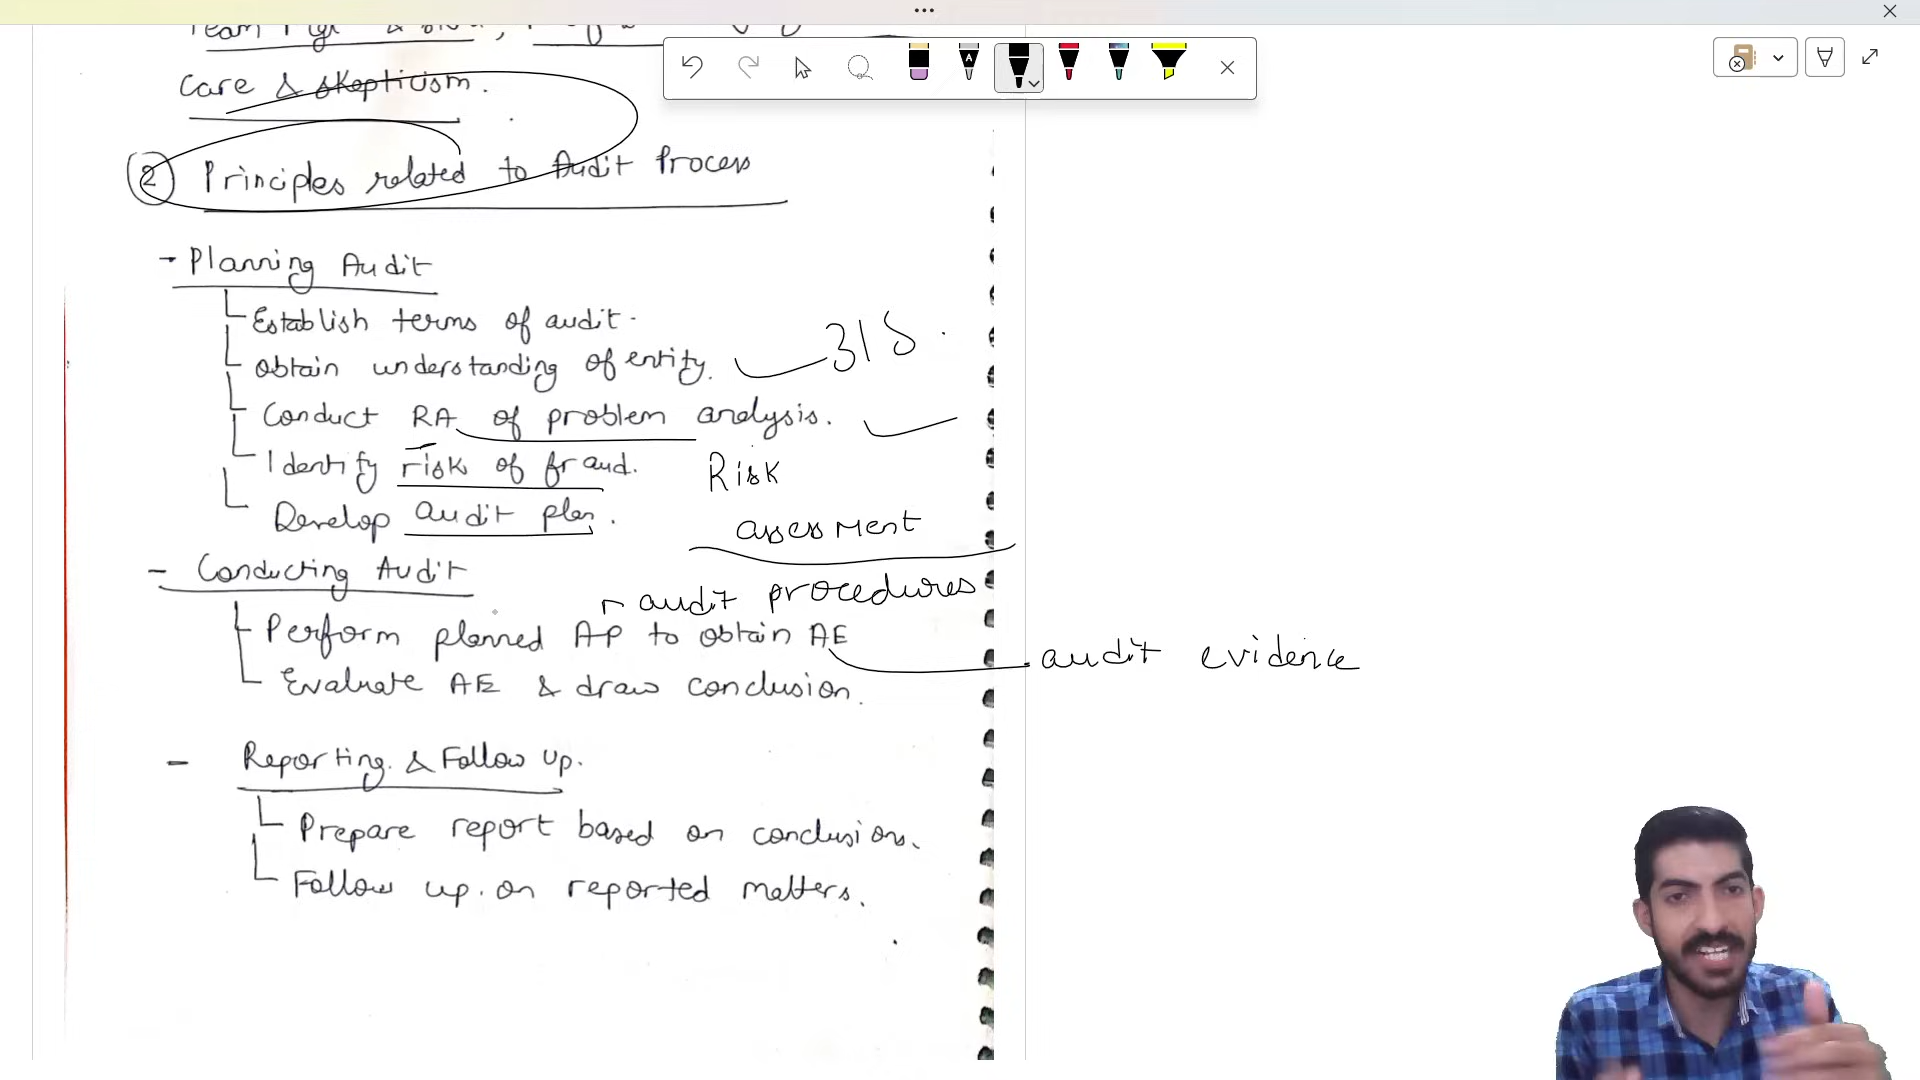 Care & skepticism.
② Principles related to Audit Process
- Planning Audit
Establish terms of audit.
Obtain understanding of entity. 315
Conduct RA of problem analysis.
Identify risk of fraud. Risk
assessment
Develop audit plan.
- Conducting Audit
audit procedures
Perform planned AP to obtain AE
audit evidence
Evaluate AE & draw conclusion.
- Reporting & Follow up.
Prepare report based on conclusions.
Follow up on reported matters.